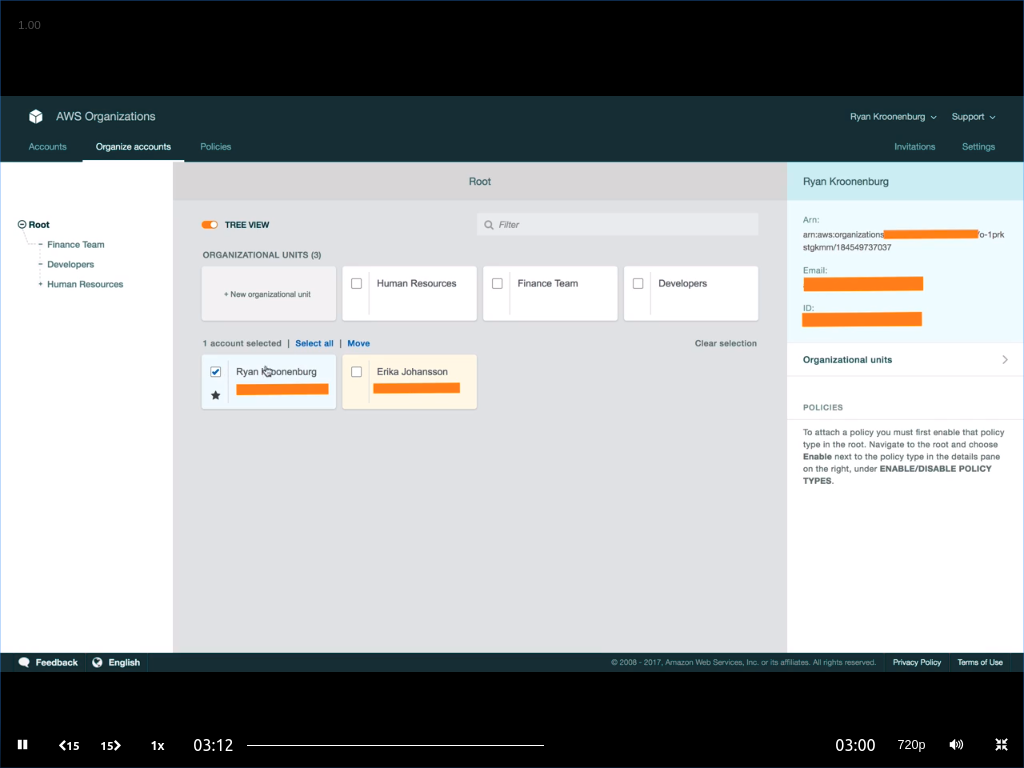 1.00
AWS Organizations
Ryan Kroonenburg
Support
Accounts
Organize accounts
Policies
Invitations
Settings
Root
Finance Team
Developers
Human Resources
Root
TREE VIEW
Filter
ORGANIZATIONAL UNITS (3)
+ New organizational unit
Human Resources
Finance Team
Developers
1 account selected | Select all | Move
Clear selection
Ryan Kroonenburg
Erika Johansson
Ryan Kroonenburg
Arn:
arn:aws:organizations /o-1prk
stgkmm/184549737037
Email:
ID:
Organizational units
POLICIES
To attach a policy you must first enable that policy
type in the root. Navigate to the root and choose
Enable next to the policy type in the details pane
on the right, under ENABLE/DISABLE POLICY
TYPES.
Feedback
English
© 2008 - 2017, Amazon Web Services, Inc. or its affiliates. All rights reserved.
Privacy Policy
Terms of Use
15
15
1x
03:12
03:00
720p